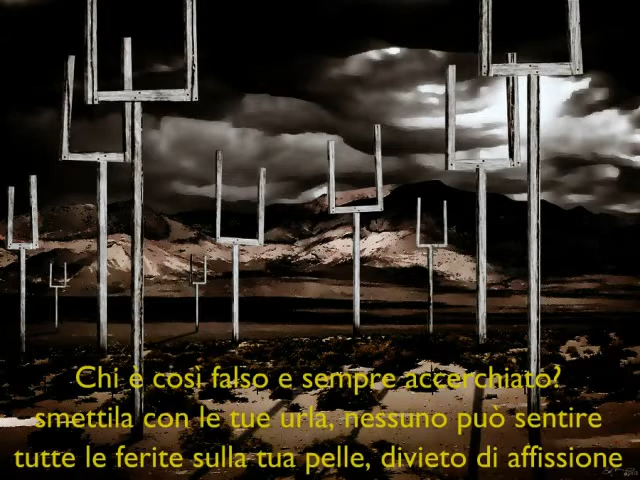 Chi è così falso e sempre accerchiato?
smettila con le tue urla, nessuno può sentire
tutte le ferite sulla tua pelle, divieto di affissione